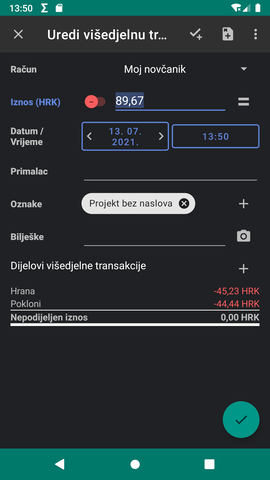 13:50
Uredi višedjelnu tr...
Račun
Moj novčanik
Iznos (HRK)
89,67
Datum / Vrijeme
13. 07. 2021.
13:50
Primalac
Oznake
Projekt bez naslova
Bilješke
Dijelovi višedjelne transakcije
Hrana -45,23 HRK
Pokloni -44,44 HRK
Nepodijeljen iznos 0,00 HRK